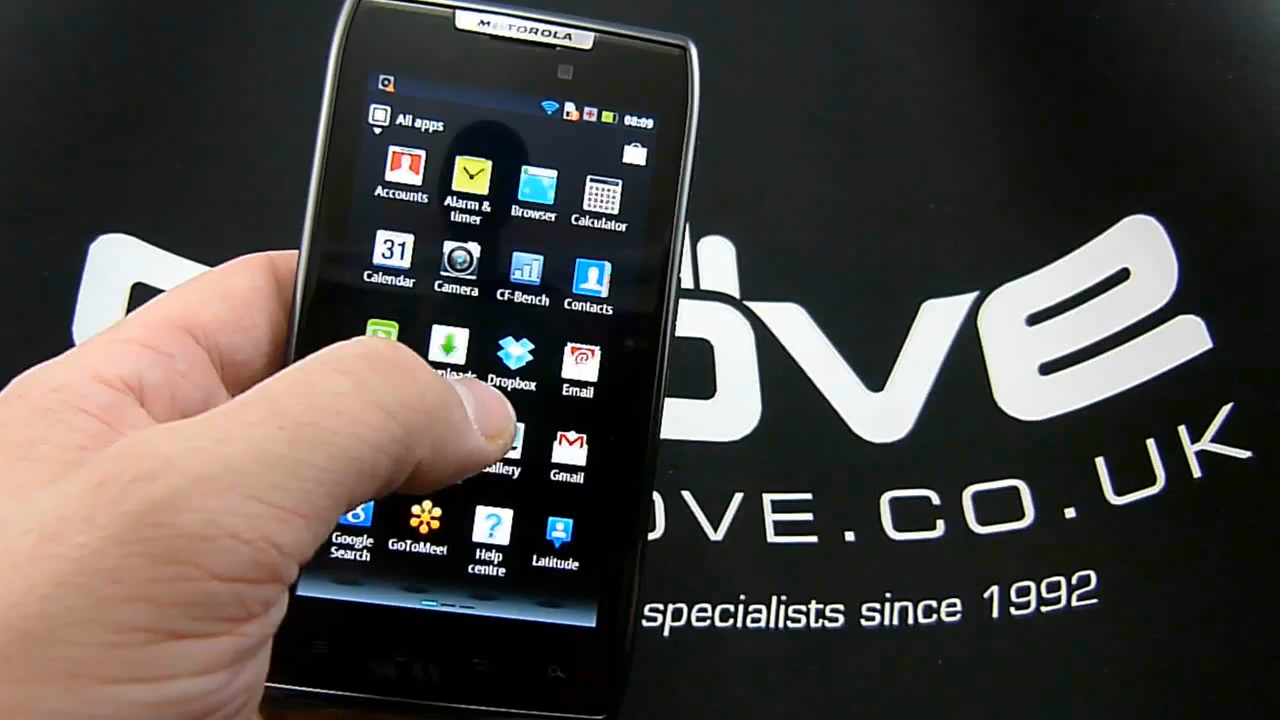 MOTOROLA
08:09
All apps
Accounts
Alarm &
timer
Browser
Calculator
31
Calendar
Camera
CF-Bench
Contacts
Dropbox
@
Email
Gmail
Google
Search
GoToMeet
?
Help
centre
Latitude
OVE.CO.UK
specialists since 1992